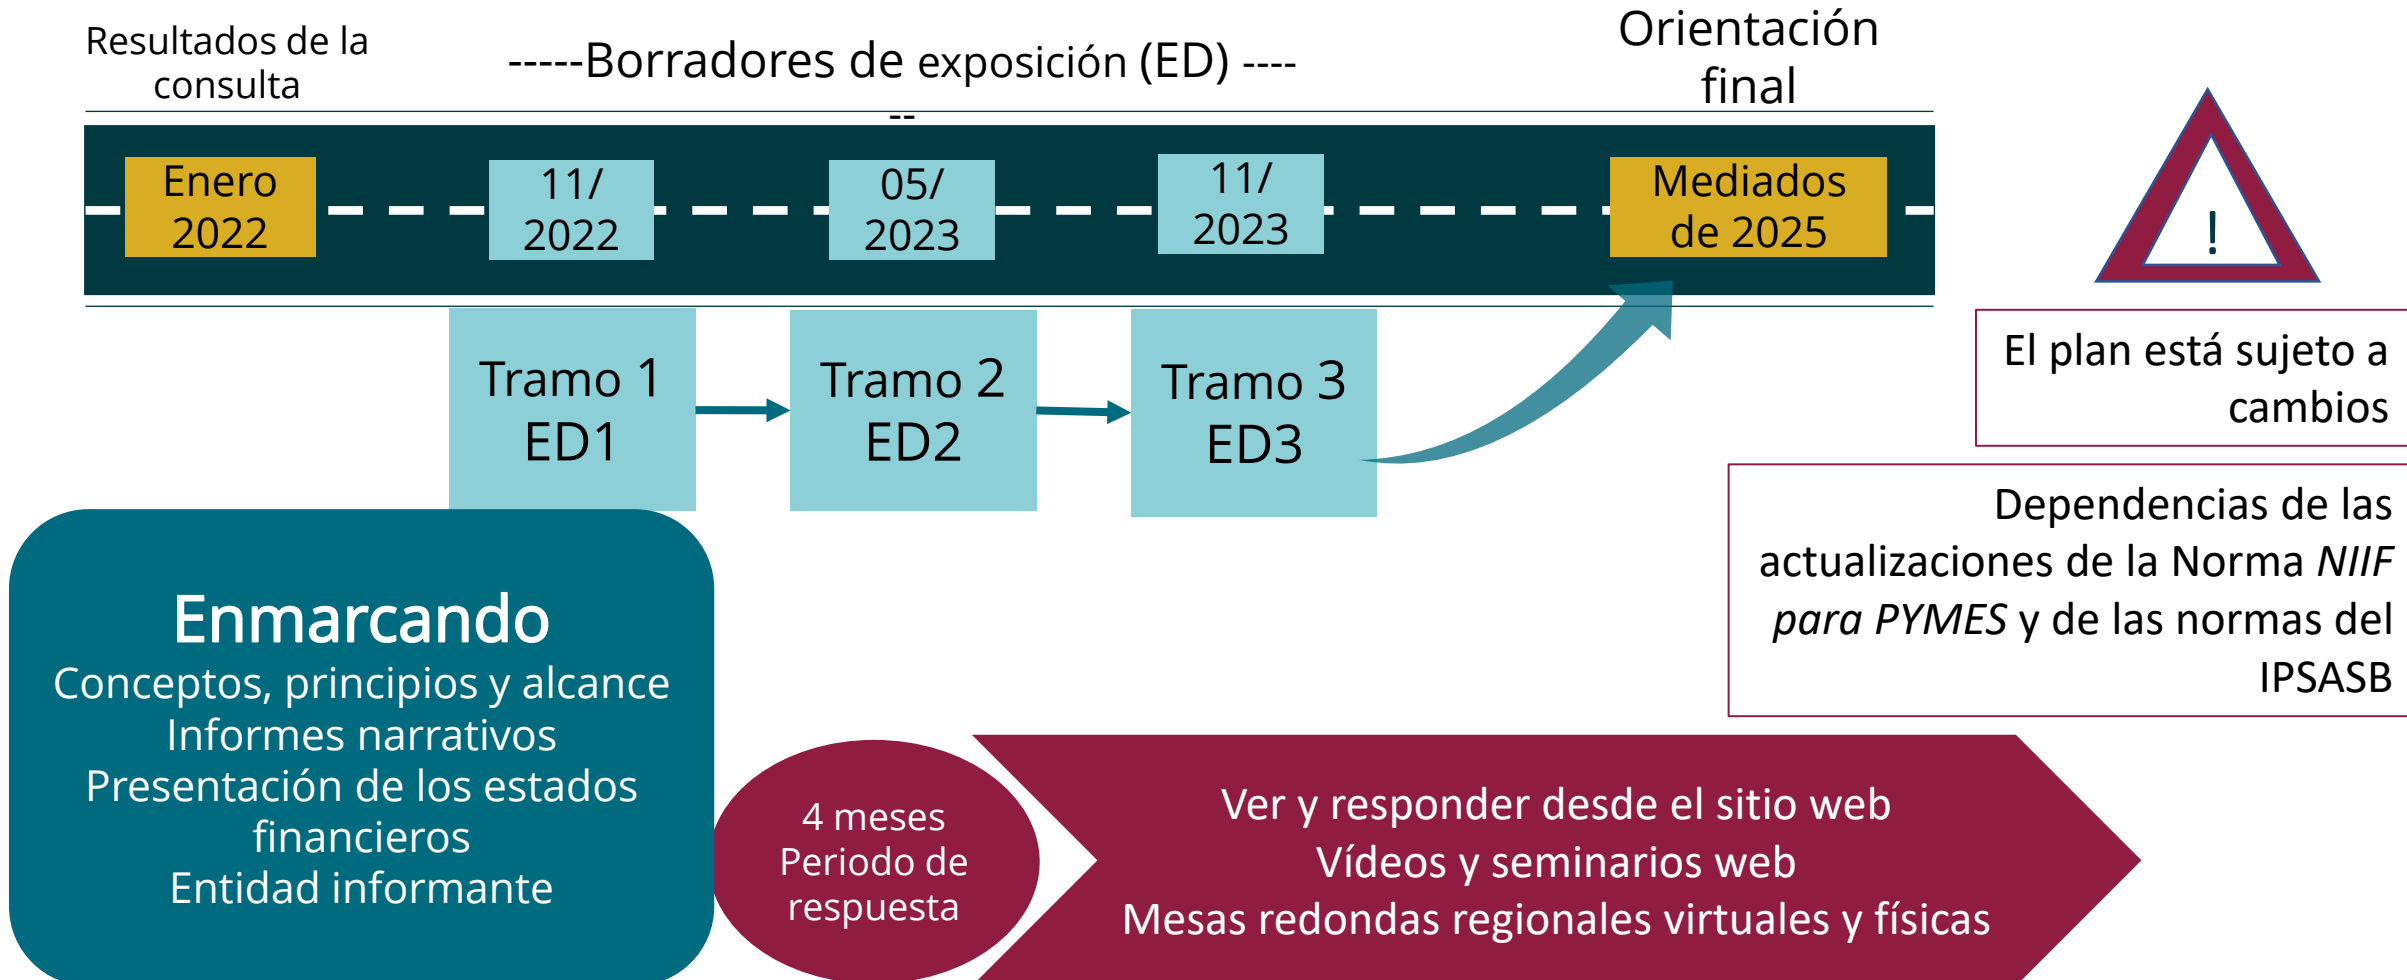 Resultados de la
consulta
-----Borradores de exposición (ED) ----
--
Orientación
final
Enero
2022
11/
2022
05/
2023
11/
2023
Mediados
de 2025
!
Tramo 1
ED1
Tramo 2
ED2
Tramo 3
ED3
El plan está sujeto a
cambios
Dependencias de las
actualizaciones de la Norma NIIF
para PYMES y de las normas del
IPSASB
Enmarcando
Conceptos, principios y alcance
Informes narrativos
Presentación de los estados
financieros
Entidad informante
4 meses
Periodo de
respuesta
Ver y responder desde el sitio web
Vídeos y seminarios web
Mesas redondas regionales virtuales y físicas